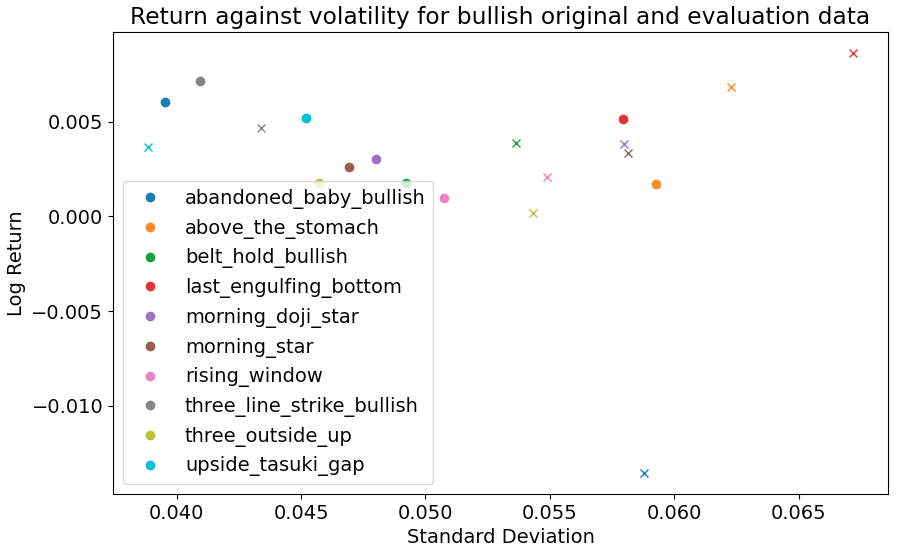 Return against volatility for bullish original and evaluation data
Log Return
0.005
0.000
−0.005
−0.010
abandoned_baby_bullish
above_the_stomach
belt_hold_bullish
last_engulfing_bottom
morning_doji_star
morning_star
rising_window
three_line_strike_bullish
three_outside_up
upside_tasuki_gap
0.040 0.045 0.050 0.055 0.060 0.065
Standard Deviation